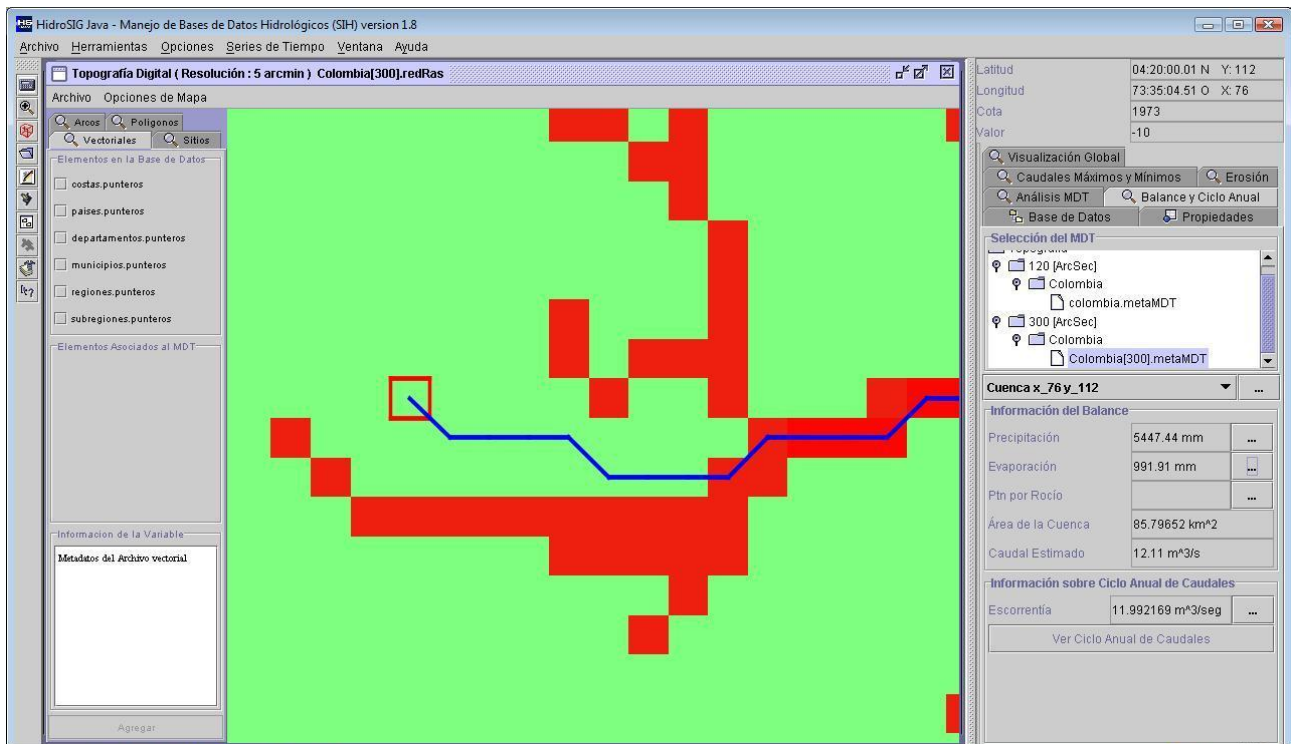 HidroSIG Java - Manejo de Bases de Datos Hidrológicos (SIH) version 1.8
Archivo Herramientas Opciones Series de Tiempo Ventana Ayuda
Topografía Digital ( Resolución : 5 arcmin ) Colombia[300].redRas
Archivo Opciones de Mapa
Arcos Poligonos
Vectoriales Sitios
Elementos en la Base de Datos
costas.punteros
paises.punteros
departamentos.punteros
municipios.punteros
regiones.punteros
subregiones.punteros
Elementos Asociados al MDT
Informacion de la Variable
Metadatos del Archivo vectorial
Agregar
Latitud 04:20:00.01 N Y: 112
Longitud 73:35:04.51 O X: 76
Cota 1973
Valor -10
Visualización Global
Caudales Máximos y Mínimos Erosión
Análisis MDT Balance y Ciclo Anual
Base de Datos Propiedades
Selección del MDT
Topografía
120 [ArcSec]
Colombia
colombia.metaMDT
300 [ArcSec]
Colombia
Colombia[300].metaMDT
Cuenca x_76 y_112 ...
Información del Balance
Precipitación 5447.44 mm ...
Evaporación 991.91 mm ...
Ptn por Rocío ...
Área de la Cuenca 85.79652 km^2
Caudal Estimado 12.11 m^3/s
Información sobre Ciclo Anual de Caudales
Escorrentía 11.992169 m^3/seg ...
Ver Ciclo Anual de Caudales